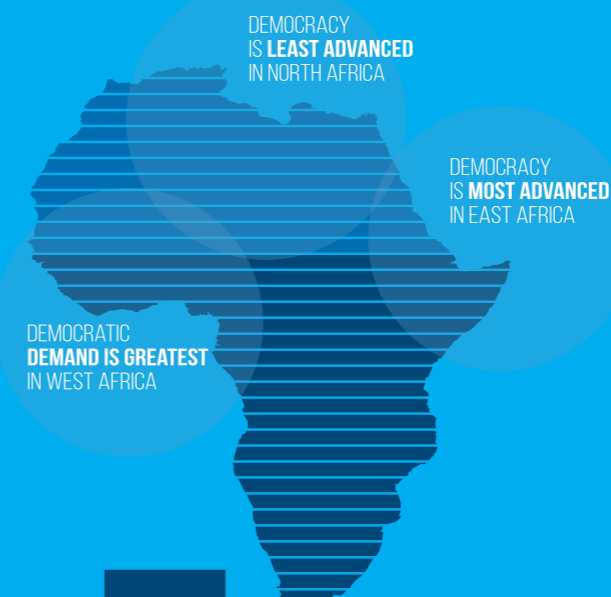 DEMOCRACY
IS LEAST ADVANCED
IN NORTH AFRICA
DEMOCRACY
IS MOST ADVANCED
IN EAST AFRICA
DEMOCRATIC
DEMAND IS GREATEST
IN WEST AFRICA